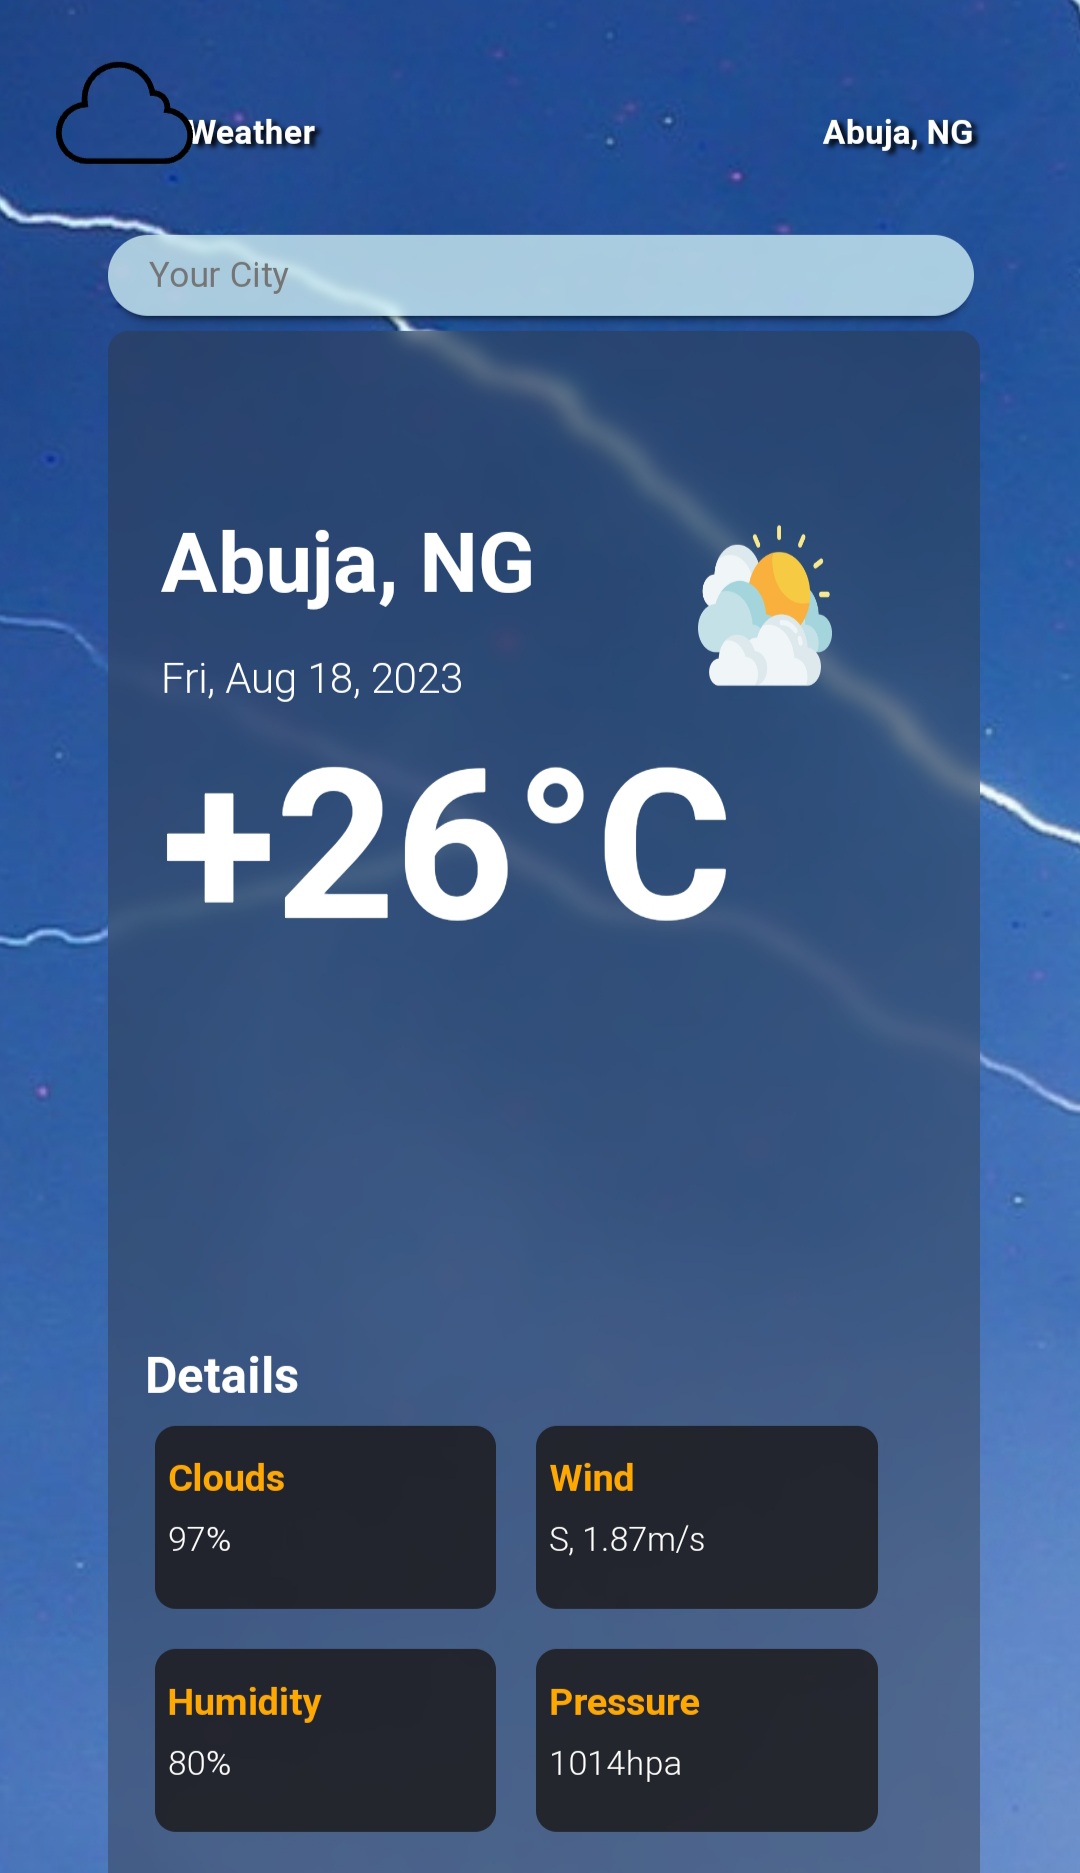 Weather
Abuja, NG
Your City
Abuja, NG
Fri, Aug 18, 2023
+26°C
Details
Clouds
97%
Wind
S, 1.87m/s
Humidity
80%
Pressure
1014hpa